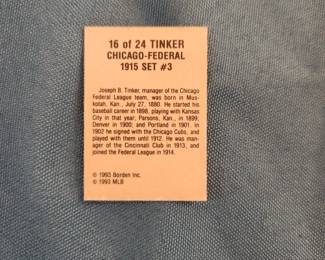 16 of 24 TINKER
CHICAGO-FEDERAL
1915 SET #3
Joseph B. Tinker, manager of the Chicago
Federal League team, was born in Mus-
kotah, Kan., July 27, 1880. He started his
baseball career in 1898, playing with Kansas
City in that year; Parsons, Kan., in 1899;
Denver in 1900; and Portland in 1901. In
1902 he signed with the Chicago Cubs, and
played with them until 1912. He was man-
ager of the Cincinnati Club in 1913, and
joined the Federal League in 1914.
© 1993 Borden Inc.
© 1993 MLB